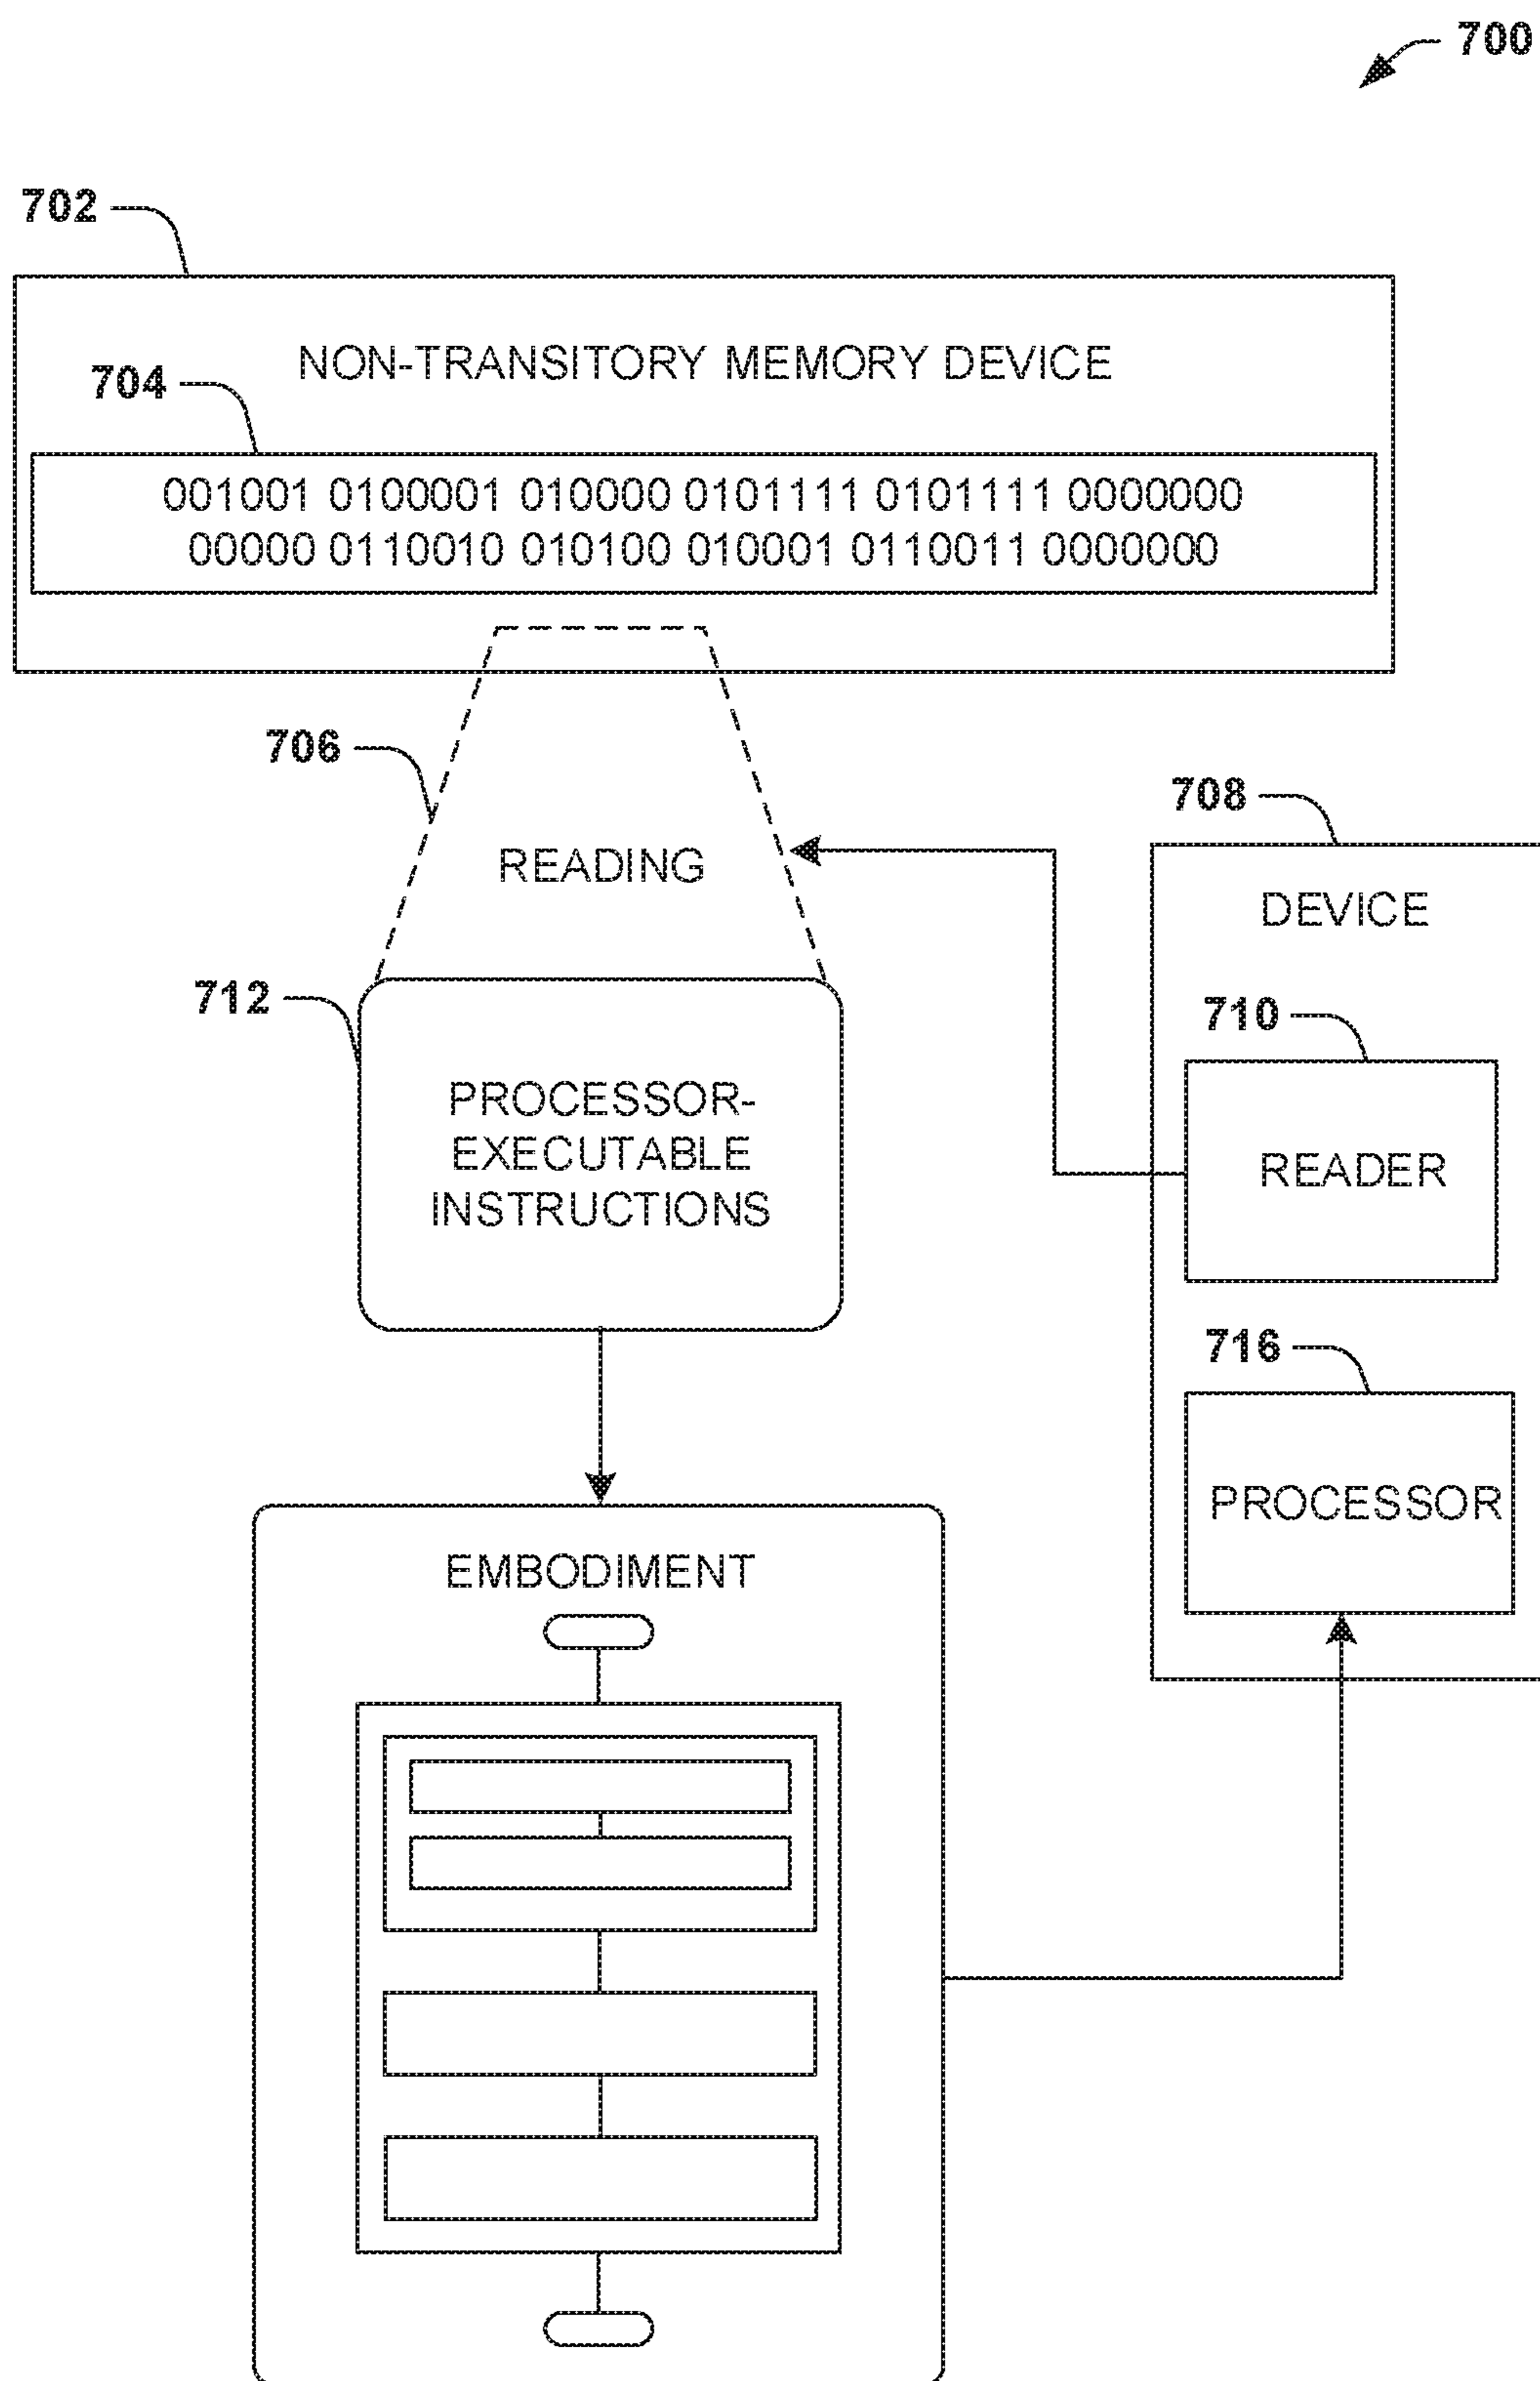 700
702
NON-TRANSITORY MEMORY DEVICE
704
001001 0100001 010000 0101111 0101111 0000000
00000 0110010 010100 010001 0110011 0000000
706
READING
708
DEVICE
712
710
PROCESSOR-
EXECUTABLE
INSTRUCTIONS
READER
716
PROCESSOR
EMBODIMENT